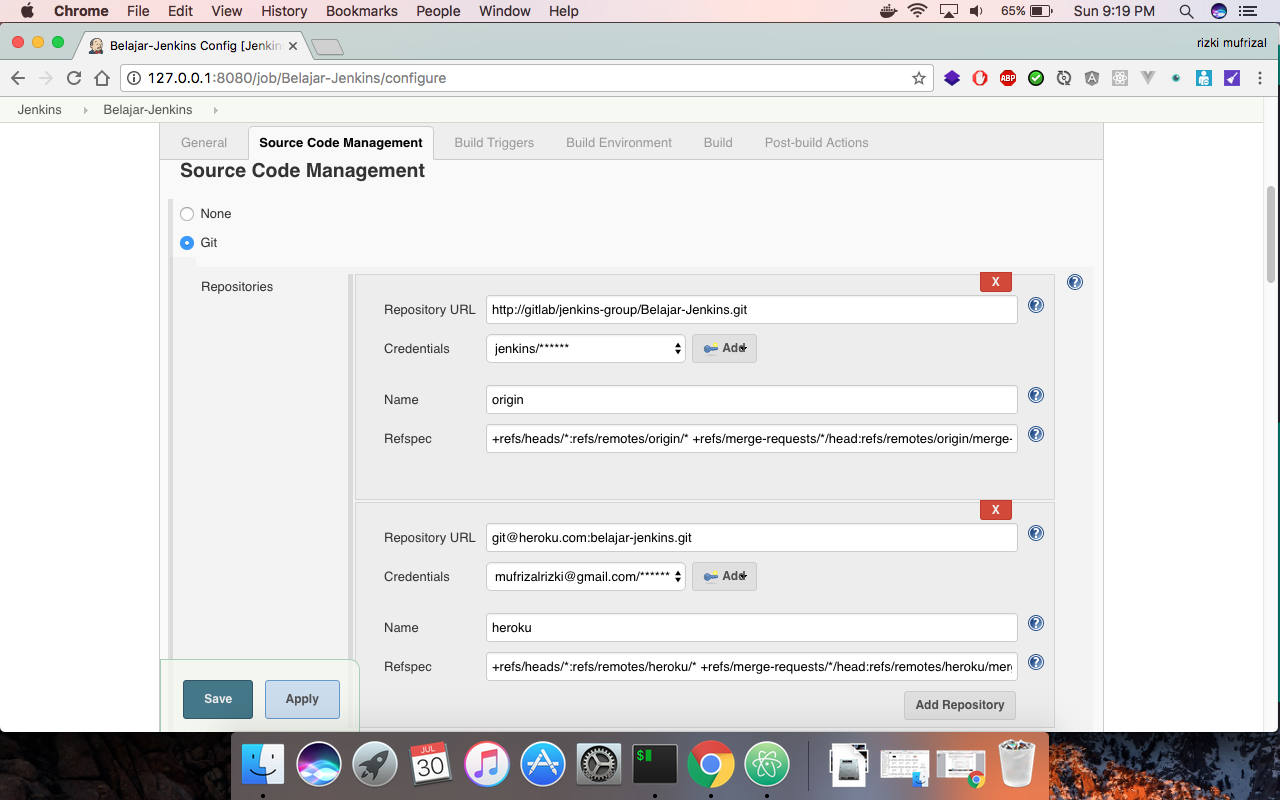 Chrome File Edit View History Bookmarks People Window Help 65% Sun 9:19 PM
Belajar-Jenkins Config [Jenkin rizki mufrizal
127.0.0.1:8080/job/Belajar-Jenkins/configure ABP
Jenkins Belajar-Jenkins
General Source Code Management Build Triggers Build Environment Build Post-build Actions
Source Code Management
None
Git
Repositories
X
Repository URL http://gitlab/jenkins-group/Belajar-Jenkins.git
Credentials jenkins/****** Add
Name origin
Refspec +refs/heads/*:refs/remotes/origin/* +refs/merge-requests/*/head:refs/remotes/origin/merge-
X
Repository URL git@heroku.com:belajar-jenkins.git
Credentials mufrizalrizki@gmail.com/****** Add
Name heroku
Refspec +refs/heads/*:refs/remotes/heroku/* +refs/merge-requests/*/head:refs/remotes/heroku/mer
Save Apply Add Repository
JUL
30
$